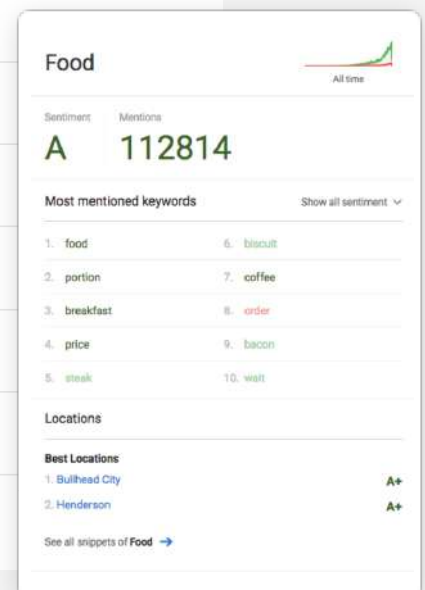 Food
All time
Sentiment Mentions
A 112814
Most mentioned keywords Show all sentiment
1. food 6. biscuit
2. portion 7. coffee
3. breakfast 8. order
4. price 9. bacon
5. steak 10. wait
Locations
Best Locations
1. Bullhead City A+
2. Henderson A+
See all snippets of Food →